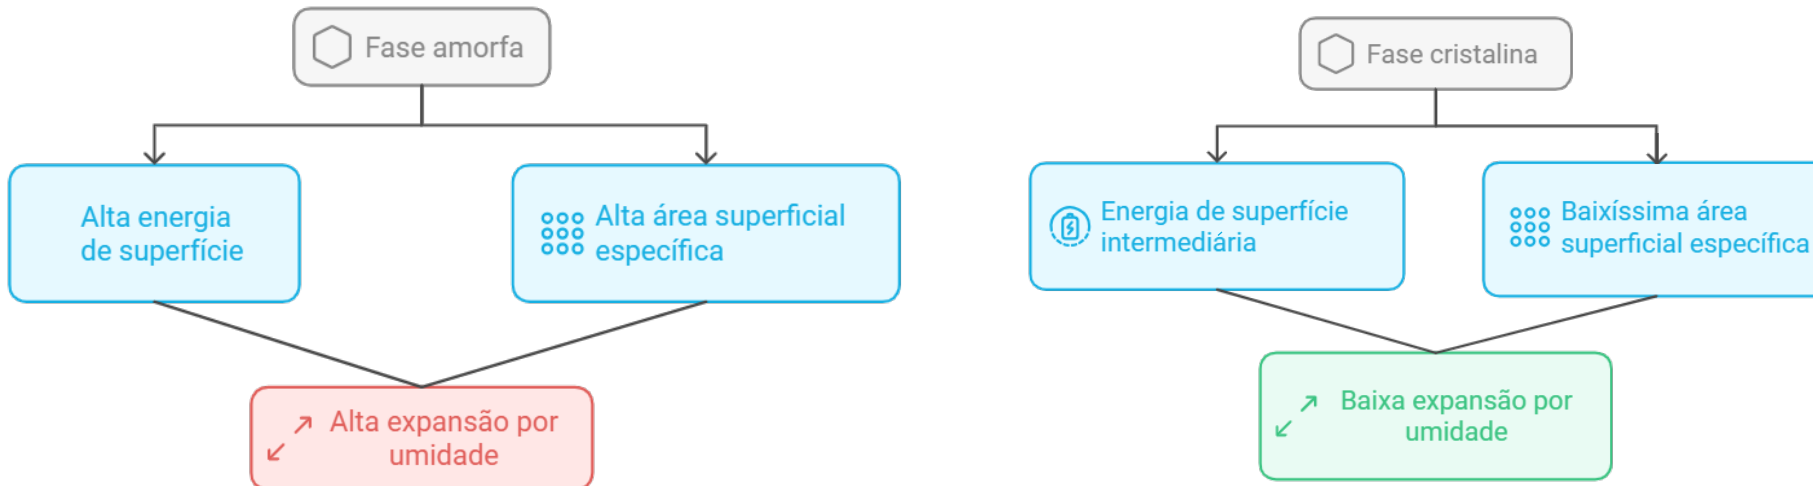 Fase amorfa
Alta energia
de superfície
Alta área superficial
específica
Alta expansão por
umidade
Fase cristalina
Energia de superfície
intermediária
Baixíssima área
superficial específica
Baixa expansão por
umidade